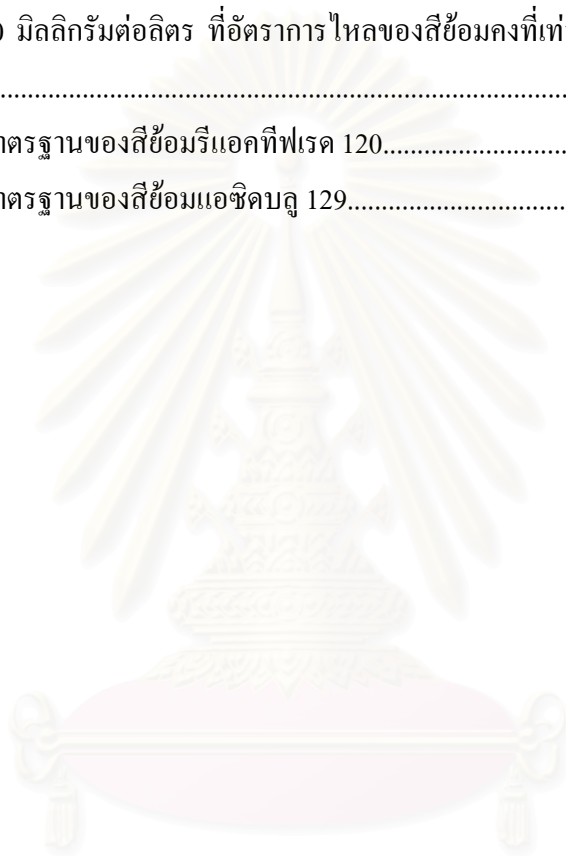 ) มิลลิกรัมต่อลิตร ที่อัตราการไหลของสีย้อมคงที่เท่
................................................................................
าตรฐานของสีย้อมรีแอคทีฟเรด 120..........................
าตรฐานของสีย้อมแอซิดบลู 129...............................